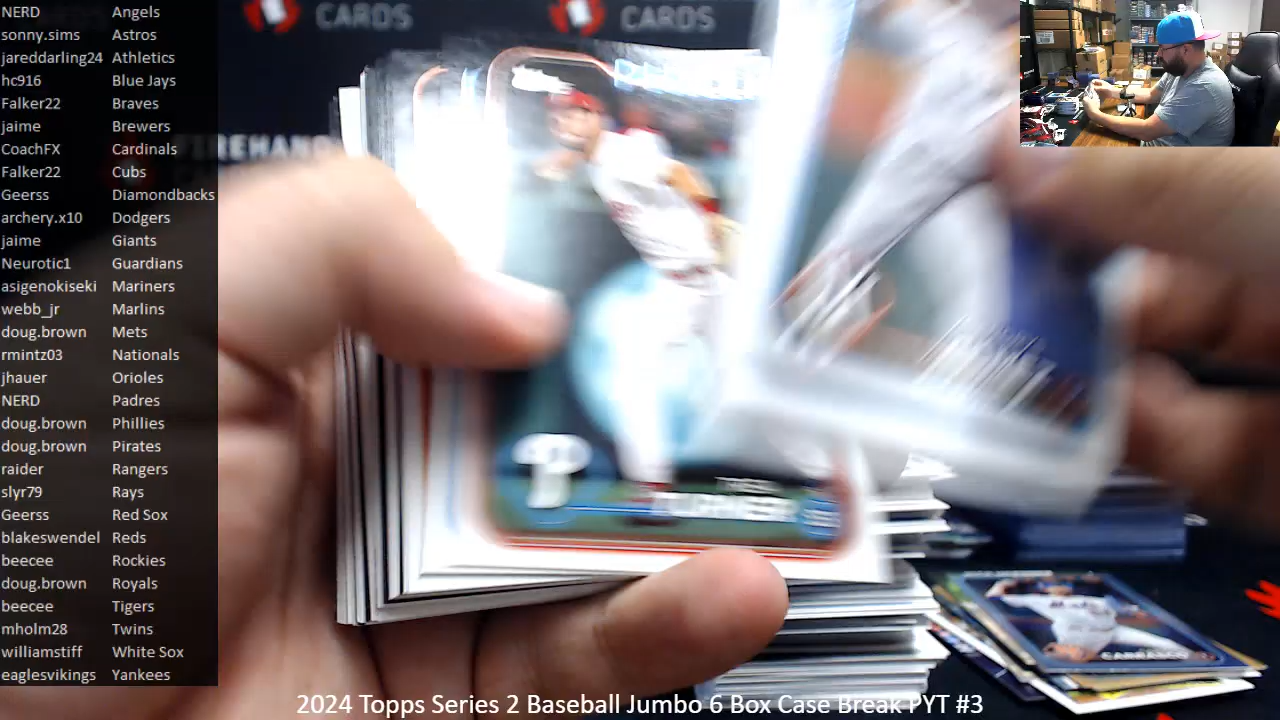 NERD Angels
sonny.sims Astros
jareddarling24 Athletics
hc916 Blue Jays
Falker22 Braves
jaime Brewers
CoachFX Cardinals
Falker22 Cubs
Geerss Diamondbacks
archery.x10 Dodgers
jaime Giants
Neurotic1 Guardians
asigenokiseki Mariners
webb_jr Marlins
doug.brown Mets
rmintz03 Nationals
jhauer Orioles
NERD Padres
doug.brown Phillies
doug.brown Pirates
raider Rangers
slyr79 Rays
Geerss Red Sox
blakeswendel Reds
beecee Rockies
doug.brown Royals
beecee Tigers
mholm28 Twins
williamstiff White Sox
eaglesvikings Yankees
CARDS CARDS
TURNER
CARRASCO
2024 Topps Series 2 Baseball Jumbo 6 Box Case Break PYT #3